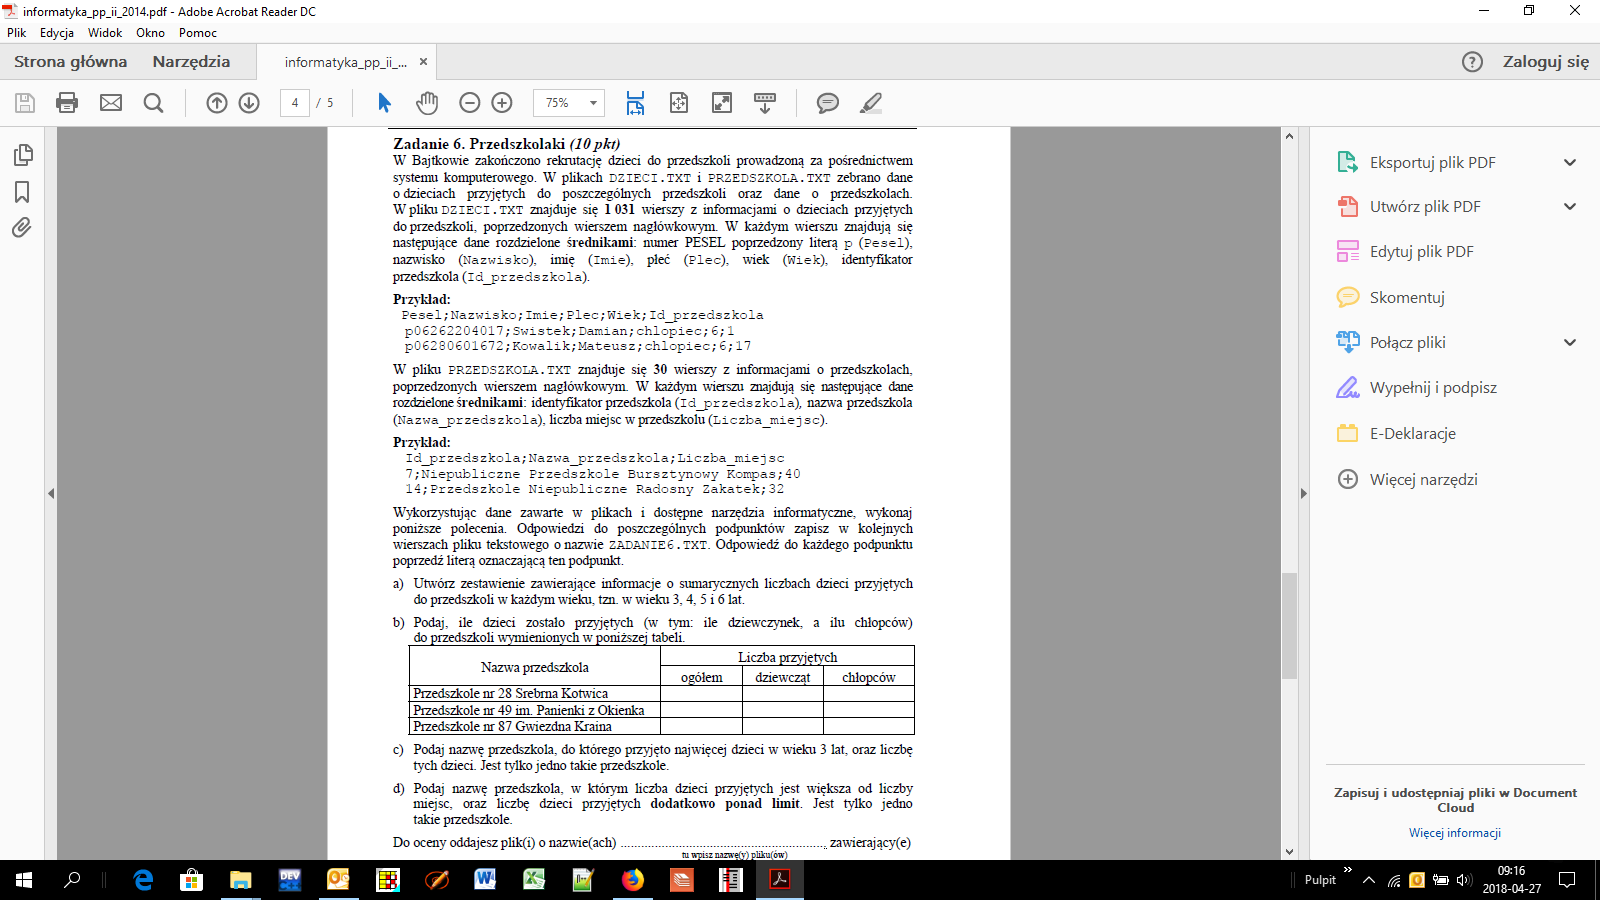 informatyka_pp_ii_2014.pdf - Adobe Acrobat Reader DC
Plik Edycja Widok Okno Pomoc
Strona główna Narzędzia informatyka_pp_ii_... × ? Zaloguj się
4 / 5 75%
Zadanie 6. Przedszkolaki (10 pkt)
W Bajtkowie zakończono rekrutację dzieci do przedszkoli prowadzoną za pośrednictwem
systemu komputerowego. W plikach DZIECI.TXT i PRZEDSZKOLA.TXT zebrano dane
o dzieciach przyjętych do poszczególnych przedszkoli oraz dane o przedszkolach.
W pliku DZIECI.TXT znajduje się 1 031 wierszy z informacjami o dzieciach przyjętych
do przedszkoli, poprzedzonych wierszem nagłówkowym. W każdym wierszu znajdują się
następujące dane rozdzielone średnikami: numer PESEL poprzedzony literą p (Pesel),
nazwisko (Nazwisko), imię (Imie), płeć (Plec), wiek (Wiek), identyfikator
przedszkola (Id_przedszkola).
Przykład:
Pesel;Nazwisko;Imie;Plec;Wiek;Id_przedszkola
p06262204017;Swistek;Damian;chlopiec;6;1
p06280601672;Kowalik;Mateusz;chlopiec;6;17
W pliku PRZEDSZKOLA.TXT znajduje się 30 wierszy z informacjami o przedszkolach,
poprzedzonych wierszem nagłówkowym. W każdym wierszu znajdują się następujące dane
rozdzielone średnikami: identyfikator przedszkola (Id_przedszkola), nazwa przedszkola
(Nazwa_przedszkola), liczba miejsc w przedszkolu (Liczba_miejsc).
Przykład:
Id_przedszkola;Nazwa_przedszkola;Liczba_miejsc
7;Niepubliczne Przedszkole Bursztynowy Kompas;40
14;Przedszkole Niepubliczne Radosny Zakatek;32
Wykorzystując dane zawarte w plikach i dostępne narzędzia informatyczne, wykonaj
poniższe polecenia. Odpowiedzi do poszczególnych podpunktów zapisz w kolejnych
wierszach pliku tekstowego o nazwie ZADANIE6.TXT. Odpowiedź do każdego podpunktu
poprzedź literą oznaczającą ten podpunkt.
a) Utwórz zestawienie zawierające informacje o sumarycznych liczbach dzieci przyjętych
do przedszkoli w każdym wieku, tzn. w wieku 3, 4, 5 i 6 lat.
b) Podaj, ile dzieci zostało przyjętych (w tym: ile dziewczynek, a ilu chłopców)
do przedszkoli wymienionych w poniższej tabeli.
Nazwa przedszkola Liczba przyjętych
ogółem dziewcząt chłopców
Przedszkole nr 28 Srebrna Kotwica
Przedszkole nr 49 im. Panienki z Okienka
Przedszkole nr 87 Gwiezdna Kraina
c) Podaj nazwę przedszkola, do którego przyjęto najwięcej dzieci w wieku 3 lat, oraz liczbę
tych dzieci. Jest tylko jedno takie przedszkole.
d) Podaj nazwę przedszkola, w którym liczba dzieci przyjętych jest większa od liczby
miejsc, oraz liczbę dzieci przyjętych dodatkowo ponad limit. Jest tylko jedno
takie przedszkole.
Do oceny oddajesz plik(i) o nazwie(ach) ............................................................, zawierający(e)
tu wpisz nazwę(y) pliku(ów)
Eksportuj plik PDF
Utwórz plik PDF
Edytuj plik PDF
Skomentuj
Połącz pliki
Wypełnij i podpisz
E-Deklaracje
Więcej narzędzi
Zapisuj i udostępniaj pliki w Document
Cloud
Więcej informacji
DEV
Pulpit » 09:16
2018-04-27